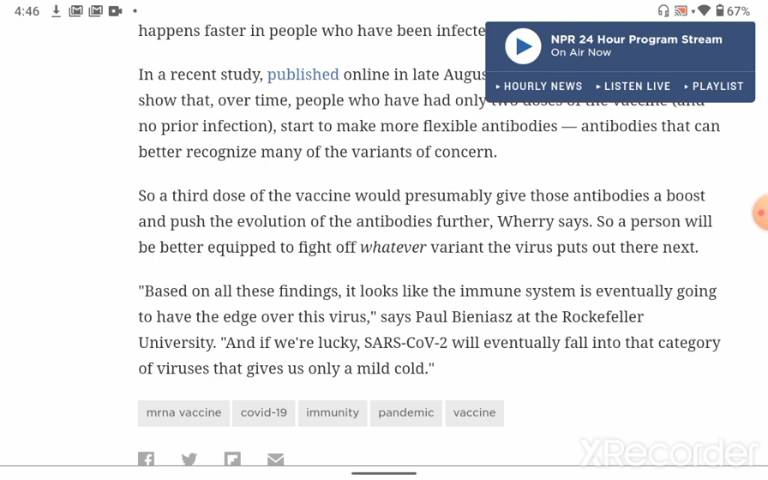 4:46
67%
happens faster in people who have been infecte
NPR 24 Hour Program Stream
On Air Now
HOURLY NEWS LISTEN LIVE PLAYLIST
In a recent study, published online in late Augus
show that, over time, people who have had only two doses of the vaccine (and
no prior infection), start to make more flexible antibodies — antibodies that can
better recognize many of the variants of concern.
So a third dose of the vaccine would presumably give those antibodies a boost
and push the evolution of the antibodies further, Wherry says. So a person will
be better equipped to fight off whatever variant the virus puts out there next.
"Based on all these findings, it looks like the immune system is eventually going
to have the edge over this virus," says Paul Bieniasz at the Rockefeller
University. "And if we're lucky, SARS-CoV-2 will eventually fall into that category
of viruses that gives us only a mild cold."
mrna vaccine covid-19 immunity pandemic vaccine
XRecorder